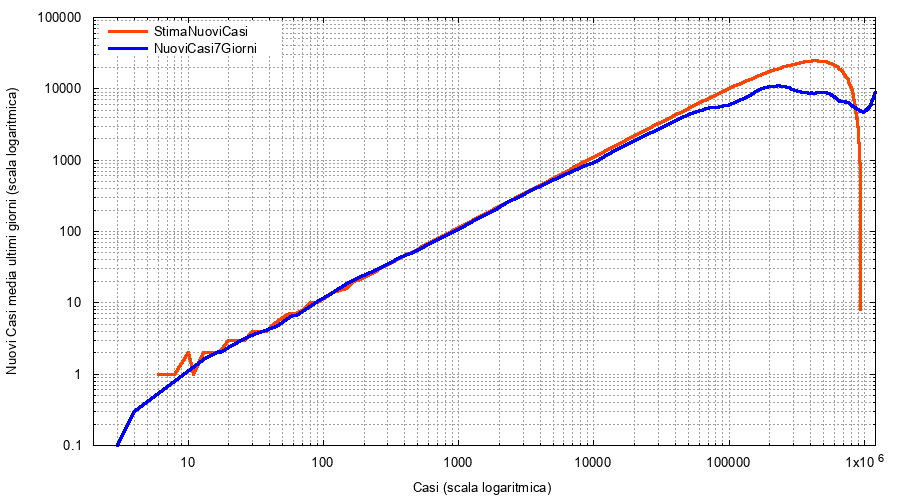 100000
10000
1000
100
10
1
0.1
StimaNuoviCasi
NuoviCasi7Giorni
Nuovi Casi media ultimi giorni (scala logaritmica)
10 100 1000 10000 100000 1x10 6
Casi (scala logaritmica)